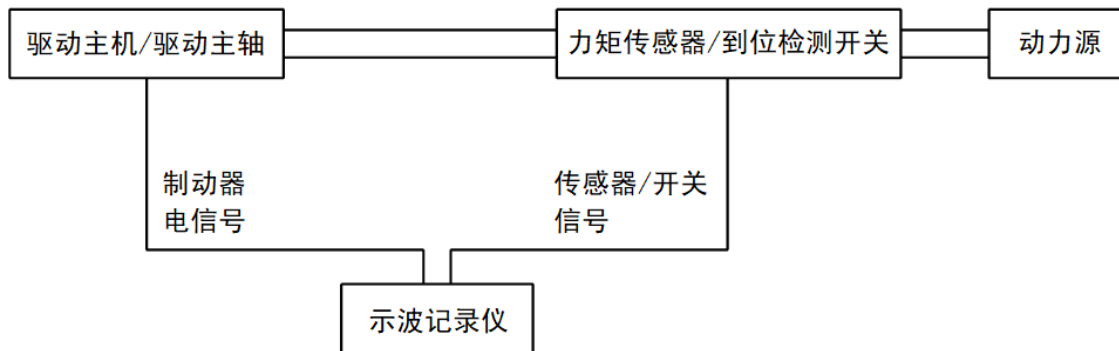 驱动主机/驱动主轴
力矩传感器/到位检测开关
动力源
制动器
电信号
传感器/开关
信号
示波记录仪